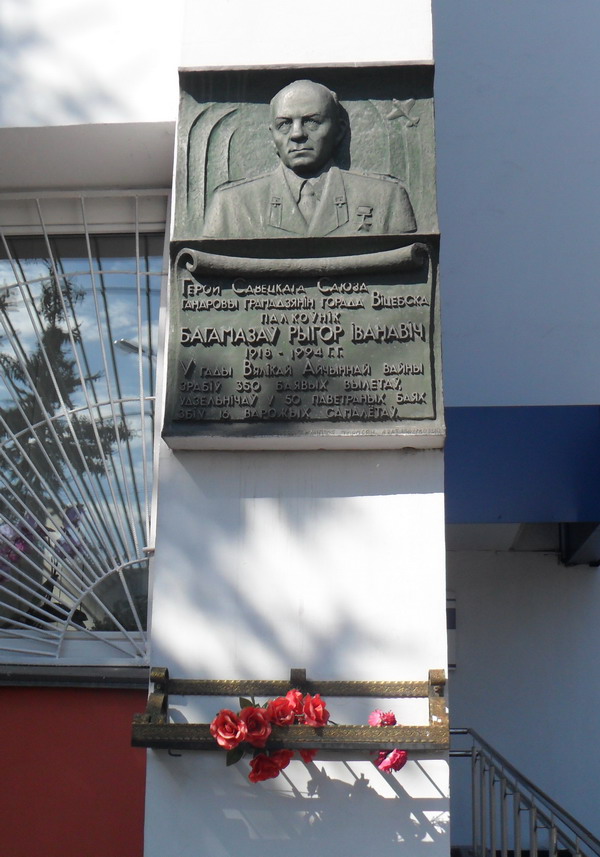 Герой Савецкага Саюза
ганаровы грамадзянін горада Віцебска
палкоўнік
БАГАМАЗАЎ РЫГОР ІВАНАВІЧ
1918 - 1994 г.г.
У гады Вялікай Айчыннай вайны
зрабіў 350 баявых вылетаў,
удзельнічаў у 50 паветраных баях
збіў 16 варожых самалётаў.